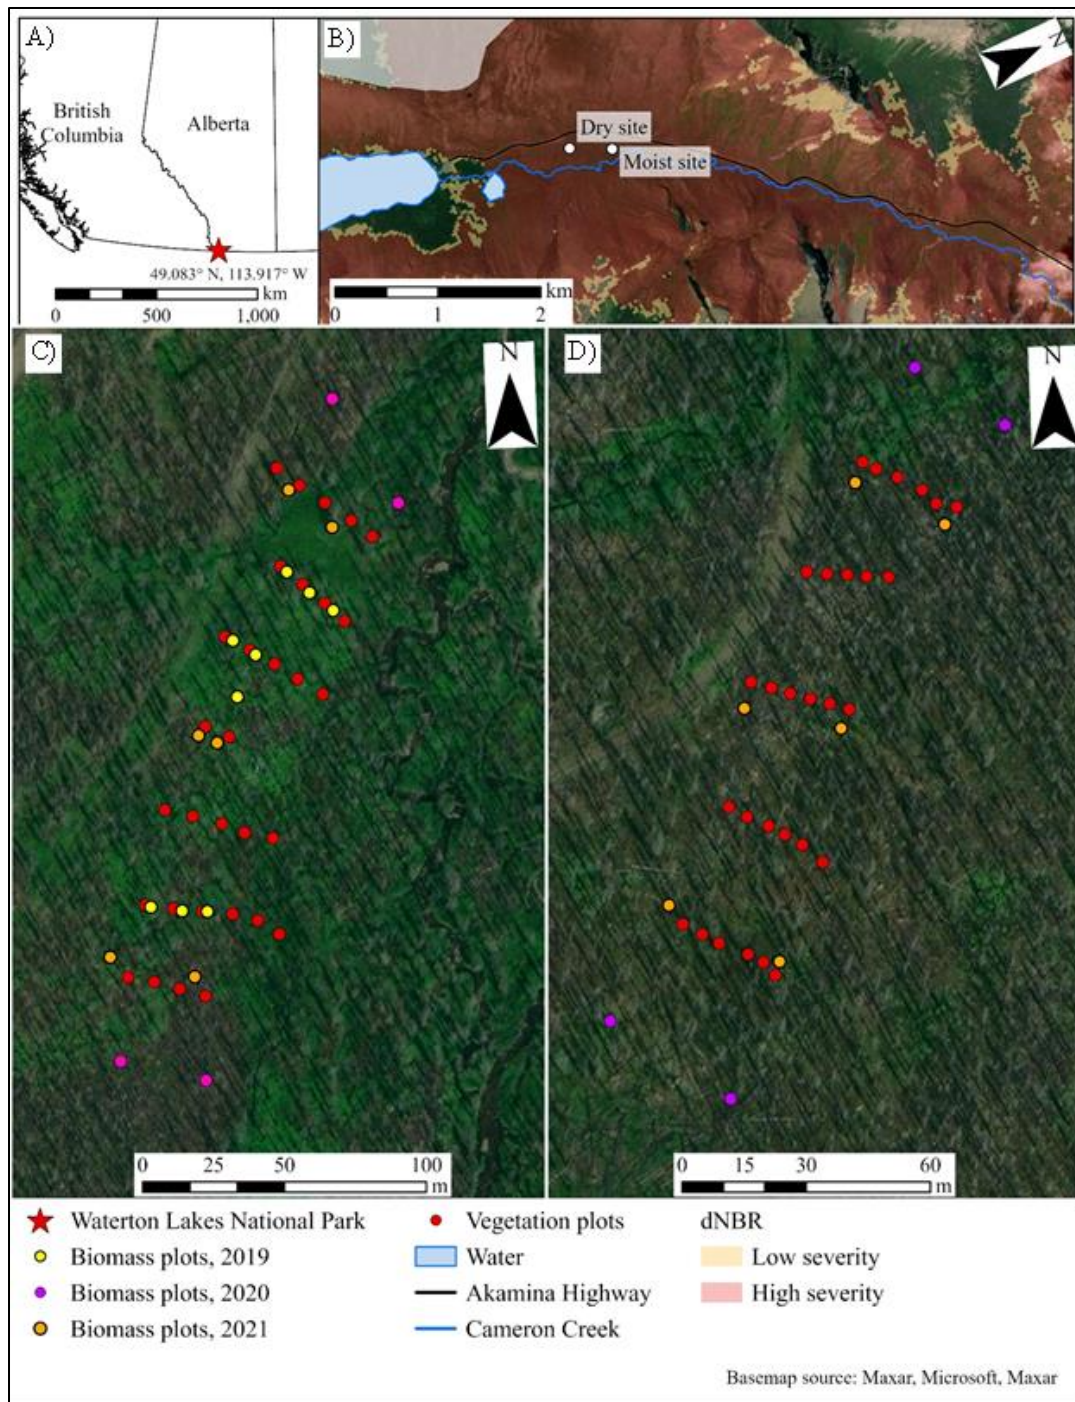 A)
British
Columbia
Alberta
49.083° N, 113.917° W
km
0 500 1,000
B)
N
Dry site
Moist site
km
0 1 2
C)
N
0 25 50 100
m
D)
N
0 15 30 60
m
Waterton Lakes National Park
Biomass plots, 2019
Biomass plots, 2020
Biomass plots, 2021
Vegetation plots
Water
Akamina Highway
Cameron Creek
dNBR
Low severity
High severity
Basemap source: Maxar, Microsoft, Maxar